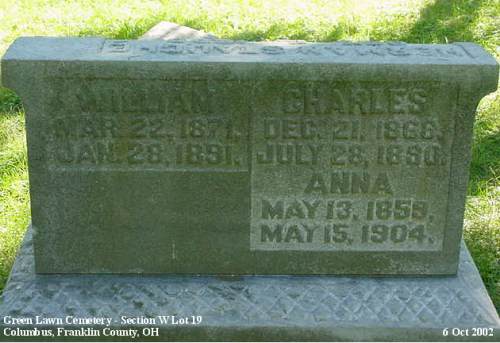 WILLIAM
MAR. 22, 1871.
JAN. 28, 1891.
CHARLES
DEC. 21, 1868.
JULY 28, 1890.
ANNA
MAY 13, 1859,
MAY 15, 1904.
Green Lawn Cemetery - Section W Lot 19
Columbus, Franklin County, OH
6 Oct 2002